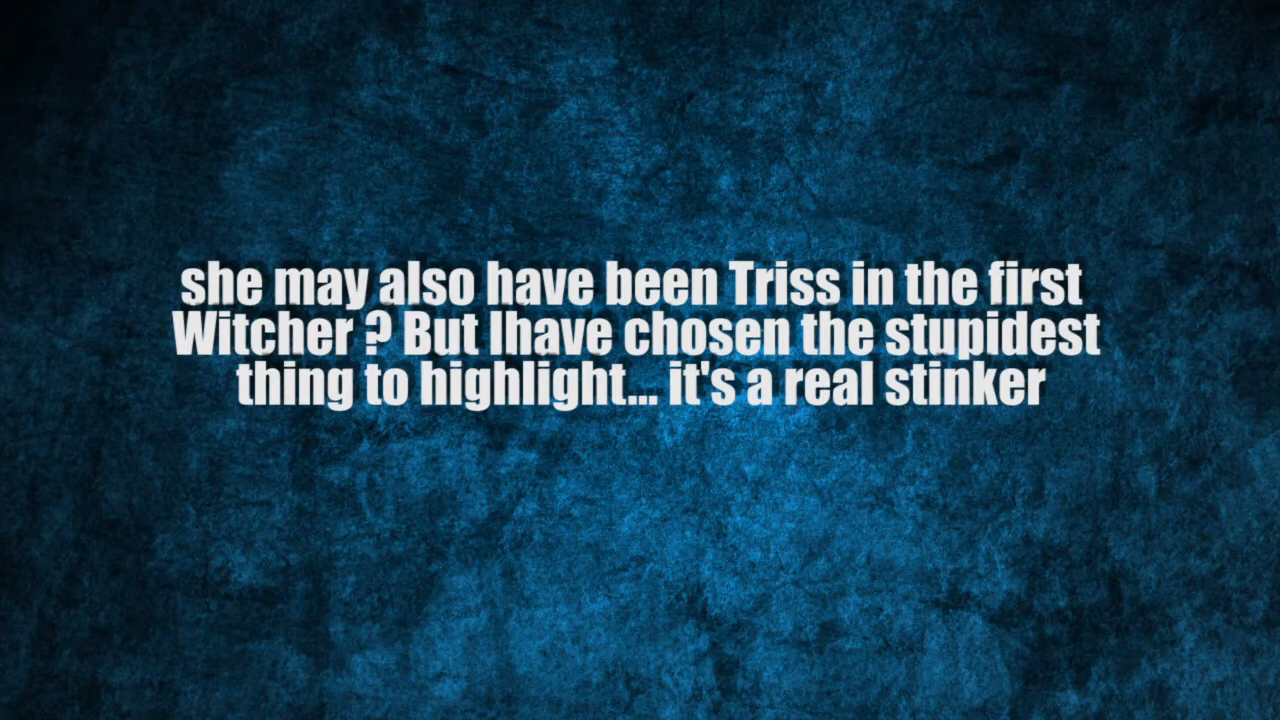 she may also have been Triss in the first
Witcher ? But Ihave chosen the stupidest
thing to highlight... it's a real stinker